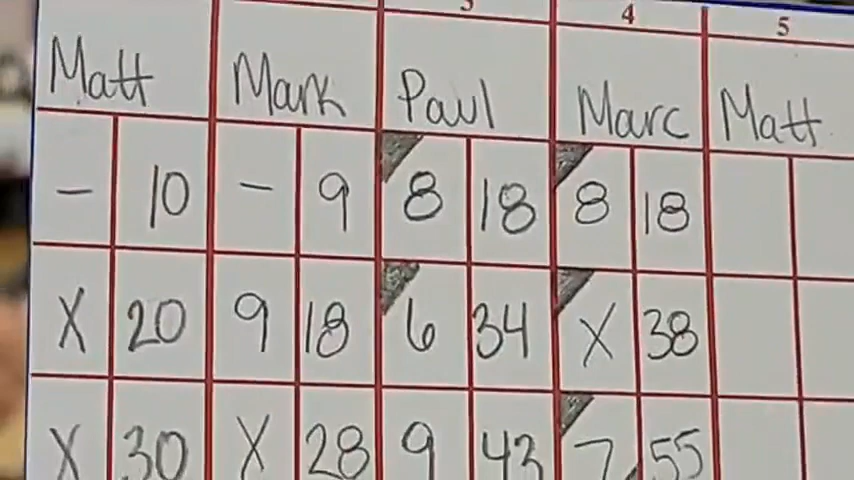 3 4 5
Matt Mark Paul Marc Matt
- 10 - 9 8 18 8 18
X 20 9 18 6 34 X 38
X 30 X 28 9 43 7 55